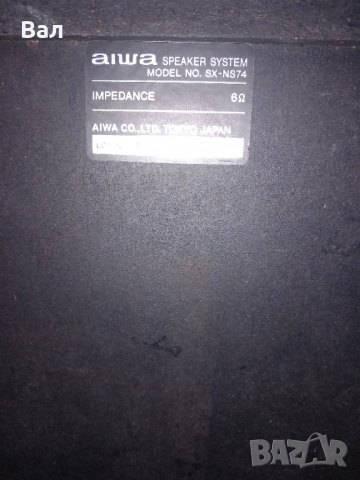 Вал
aiwa SPEAKER SYSTEM
MODEL NO. SX-NS74
IMPEDANCE 6Ω
AIWA CO.,LTD. TOKYO JAPAN
BAZAR